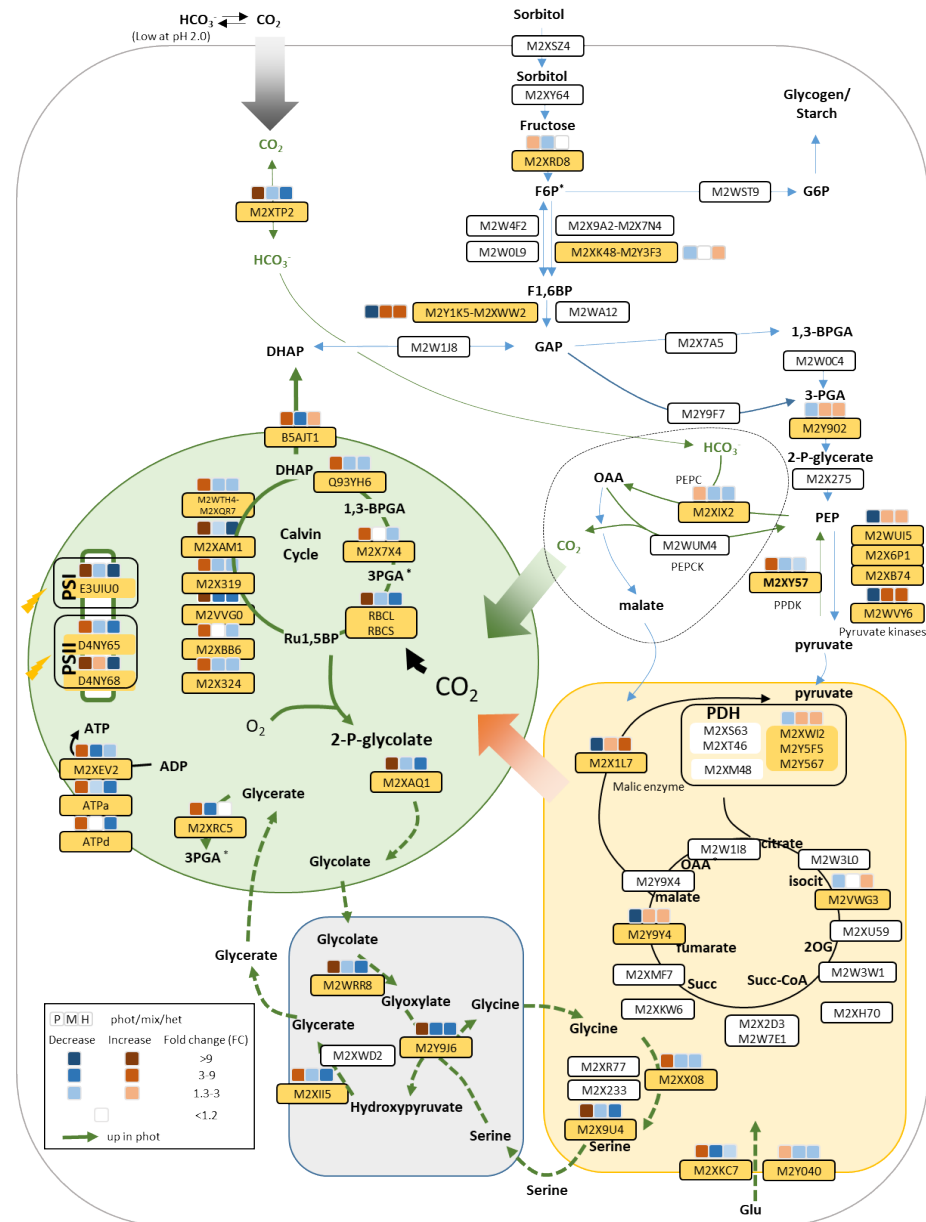 HCO₃⁻ CO₂
(Low at pH 2.0)
Sorbitol
M2XSZ4
Sorbitol
M2XY64
Fructose
M2XRD8
F6P*
M2WST9
G6P
Glycogen/
Starch
CO₂
M2XTP2
HCO₃⁻
M2W4F2
M2X9A2-M2X7N4
M2W0L9
M2XK48-M2Y3F3
F1,6BP
M2Y1K5-M2XWW2
M2WA12
DHAP
M2W1J8
GAP
M2X7A5
1,3-BPGA
M2W0C4
3-PGA
M2Y9F7
M2Y902
2-P-glycerate
M2X275
PEP
HCO₃⁻
OAA
PEPC
M2XIX2
CO₂
M2WUM4
PEPCK
malate
M2XY57
PPDK
M2WUI5
M2X6P1
M2XB74
M2WVY6
Pyruvate kinases
pyruvate
B5AJT1
DHAP
Q93YH6
1,3-BPGA
M2WTH4-
M2XQR7
M2XAM1
Calvin
Cycle
M2X7X4
M2X319
3PGA *
M2VVG0
RBCL
RBCS
M2XBB6
Ru1,5BP
M2X324
CO₂
PSI
E3UIU0
PSII
D4NY65
D4NY68
O₂
2-P-glycolate
M2XAQ1
ATP
M2XEV2
ADP
ATPa
ATPd
Glycerate
M2XRC5
3PGA *
Glycolate
pyruvate
PDH
M2XS63
M2XT46
M2XM48
M2XWI2
M2Y5F5
M2Y567
M2X1L7
Malic enzyme
M2W1I8
citrate
OAA*
M2W3L0
M2Y9X4
malate
isocit
M2VWG3
M2Y9Y4
fumarate
M2XU59
2OG
M2XMF7
Succ
Succ-CoA
M2W3W1
M2XKW6
M2X2D3
M2W7E1
M2XH70
Glycerate
Glycolate
M2WRR8
Glyoxylate
Glycine
Glycine
Glycerate
M2XWD2
M2Y9J6
M2XII5
Hydroxypyruvate
Serine
M2XR77
M2X233
M2XX08
M2X9U4
Serine
Serine
M2XKC7
M2Y040
Glu
P M H phot/mix/het
Decrease Increase Fold change (FC)
>9
3-9
1.3-3
<1.2
up in phot